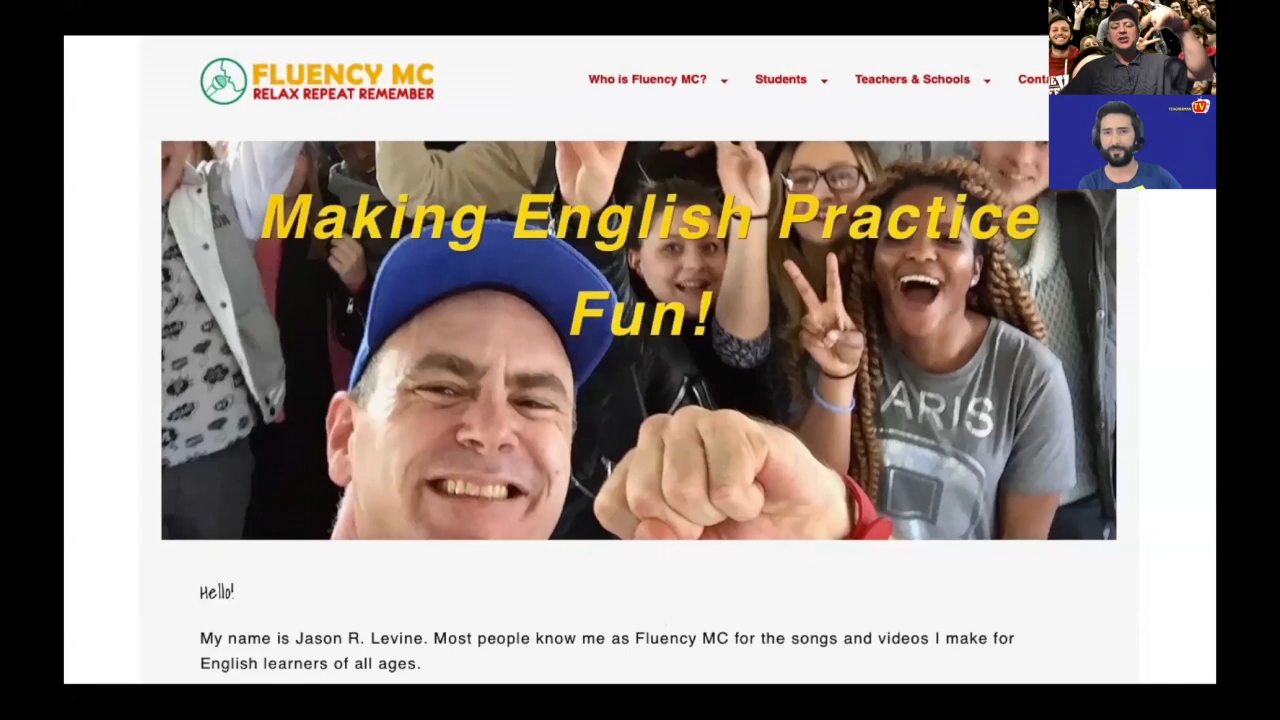 FLUENCY MC
RELAX REPEAT REMEMBER
Who is Fluency MC?
Students
Teachers & Schools
TV
Making English Practice
Fun!
ARIS
Hello!
My name is Jason R. Levine. Most people know me as Fluency MC for the songs and videos I make for
English learners of all ages.